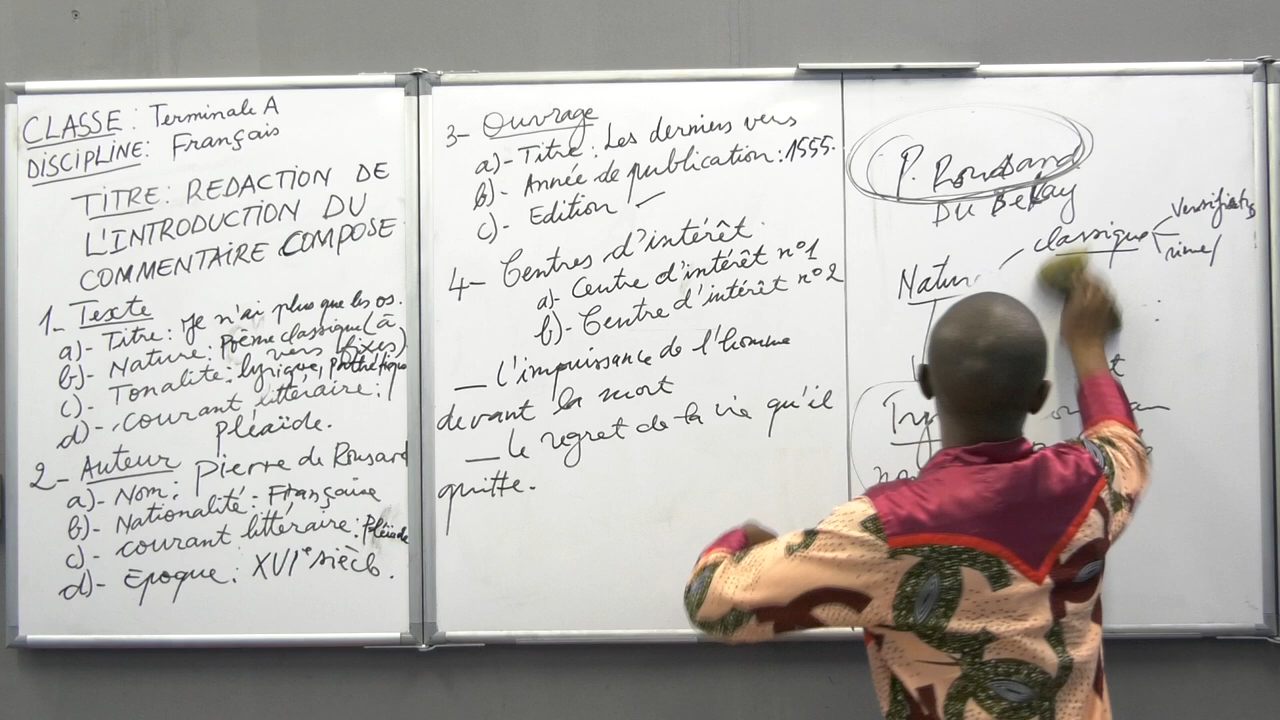 CLASSE : Terminale A
DISCIPLINE : Français
TITRE : REDACTION DE
L'INTRODUCTION DU
COMMENTAIRE COMPOSE
1- Texte
a)- Titre : Je n'ai plus que les os.
b)- Nature : Poème classique (à
vers fixes)
c)- Tonalité : lyrique, pathétique
d)- courant littéraire :
pléaïde.
2- Auteur
a)- Nom : pierre de Ronsard
b)- Nationalité : Française
c)- courant littéraire : Pléiade
d)- Epoque : XVIe siècle.
3- Ouvrage
a)- Titre : Les derniers vers
b)- Année de publication : 1555.
c)- Edition –
4- Centres d'intérêt.
a)- Centre d'intérêt n°1
b)- Centre d'intérêt n°2
— l'impuissance de l'homme
devant la mort
— le regret de la vie qu'il
quitte.
P. Ronsard
DU Bellay
classique
rime
Natur